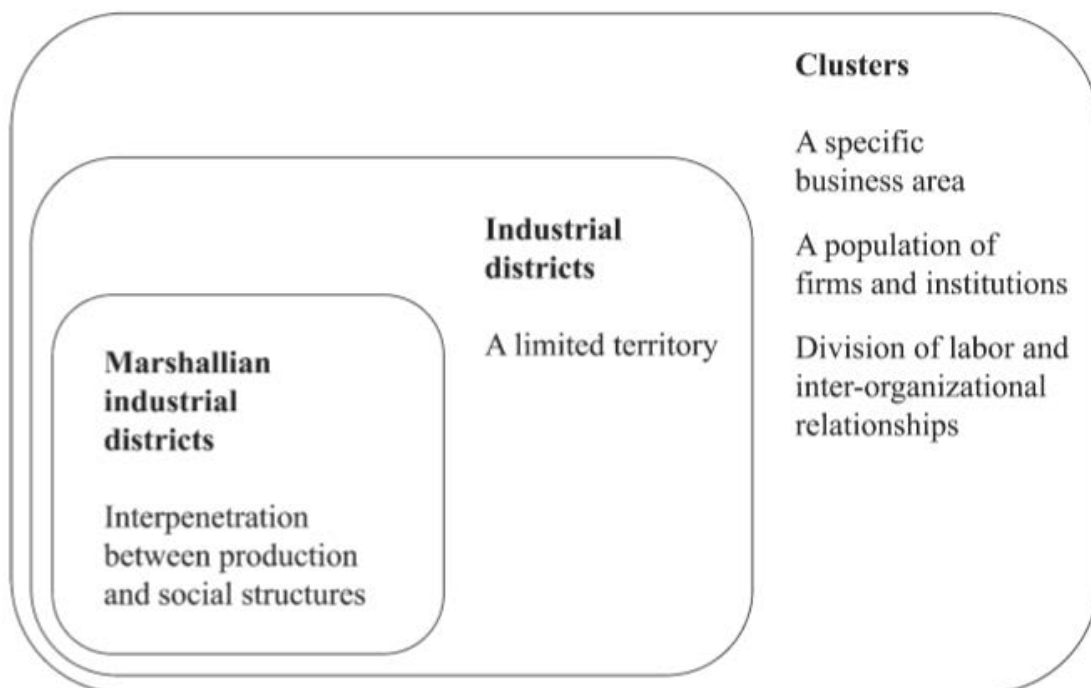 Clusters
A specific
business area
A population of
firms and institutions
Division of labor and
inter-organizational
relationships
Industrial
districts
A limited territory
Marshallian
industrial
districts
Interpenetration
between production
and social structures